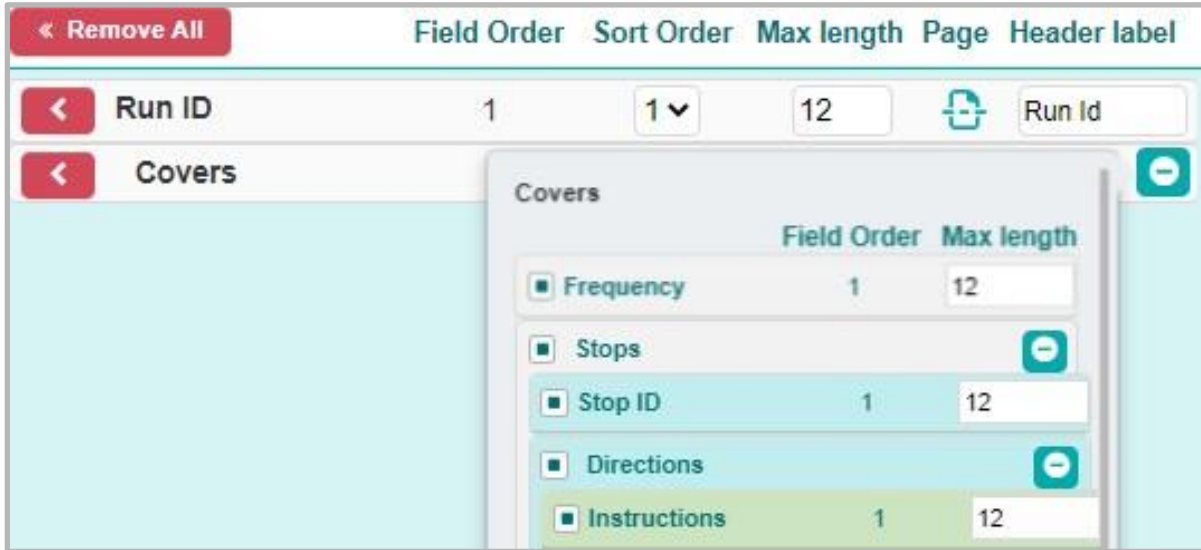 « Remove All Field Order Sort Order Max length Page Header label
Run ID 1 1 12 Run Id
Covers
Covers
Field Order Max length
Frequency 1 12
Stops
Stop ID 1 12
Directions
Instructions 1 12